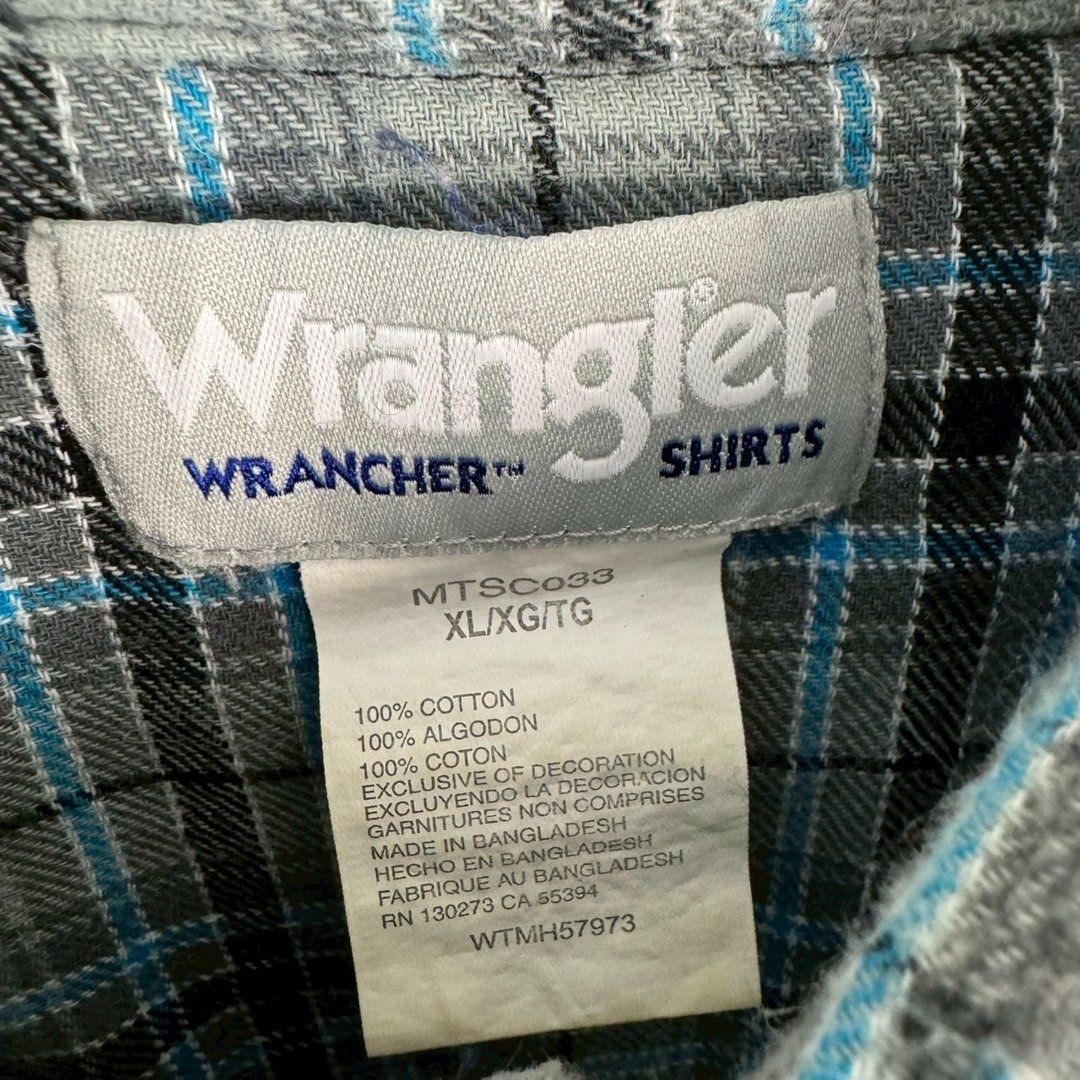 Wrangler®
WRANCHER™ SHIRTS
MTSC033
XL/XG/TG
100% COTTON
100% ALGODON
100% COTON
EXCLUSIVE OF DECORATION
EXCLUYENDO LA DECORACION
GARNITURES NON COMPRISES
MADE IN BANGLADESH
HECHO EN BANGLADESH
FABRIQUE AU BANGLADESH
RN 130273 CA 55394
WTMH57973